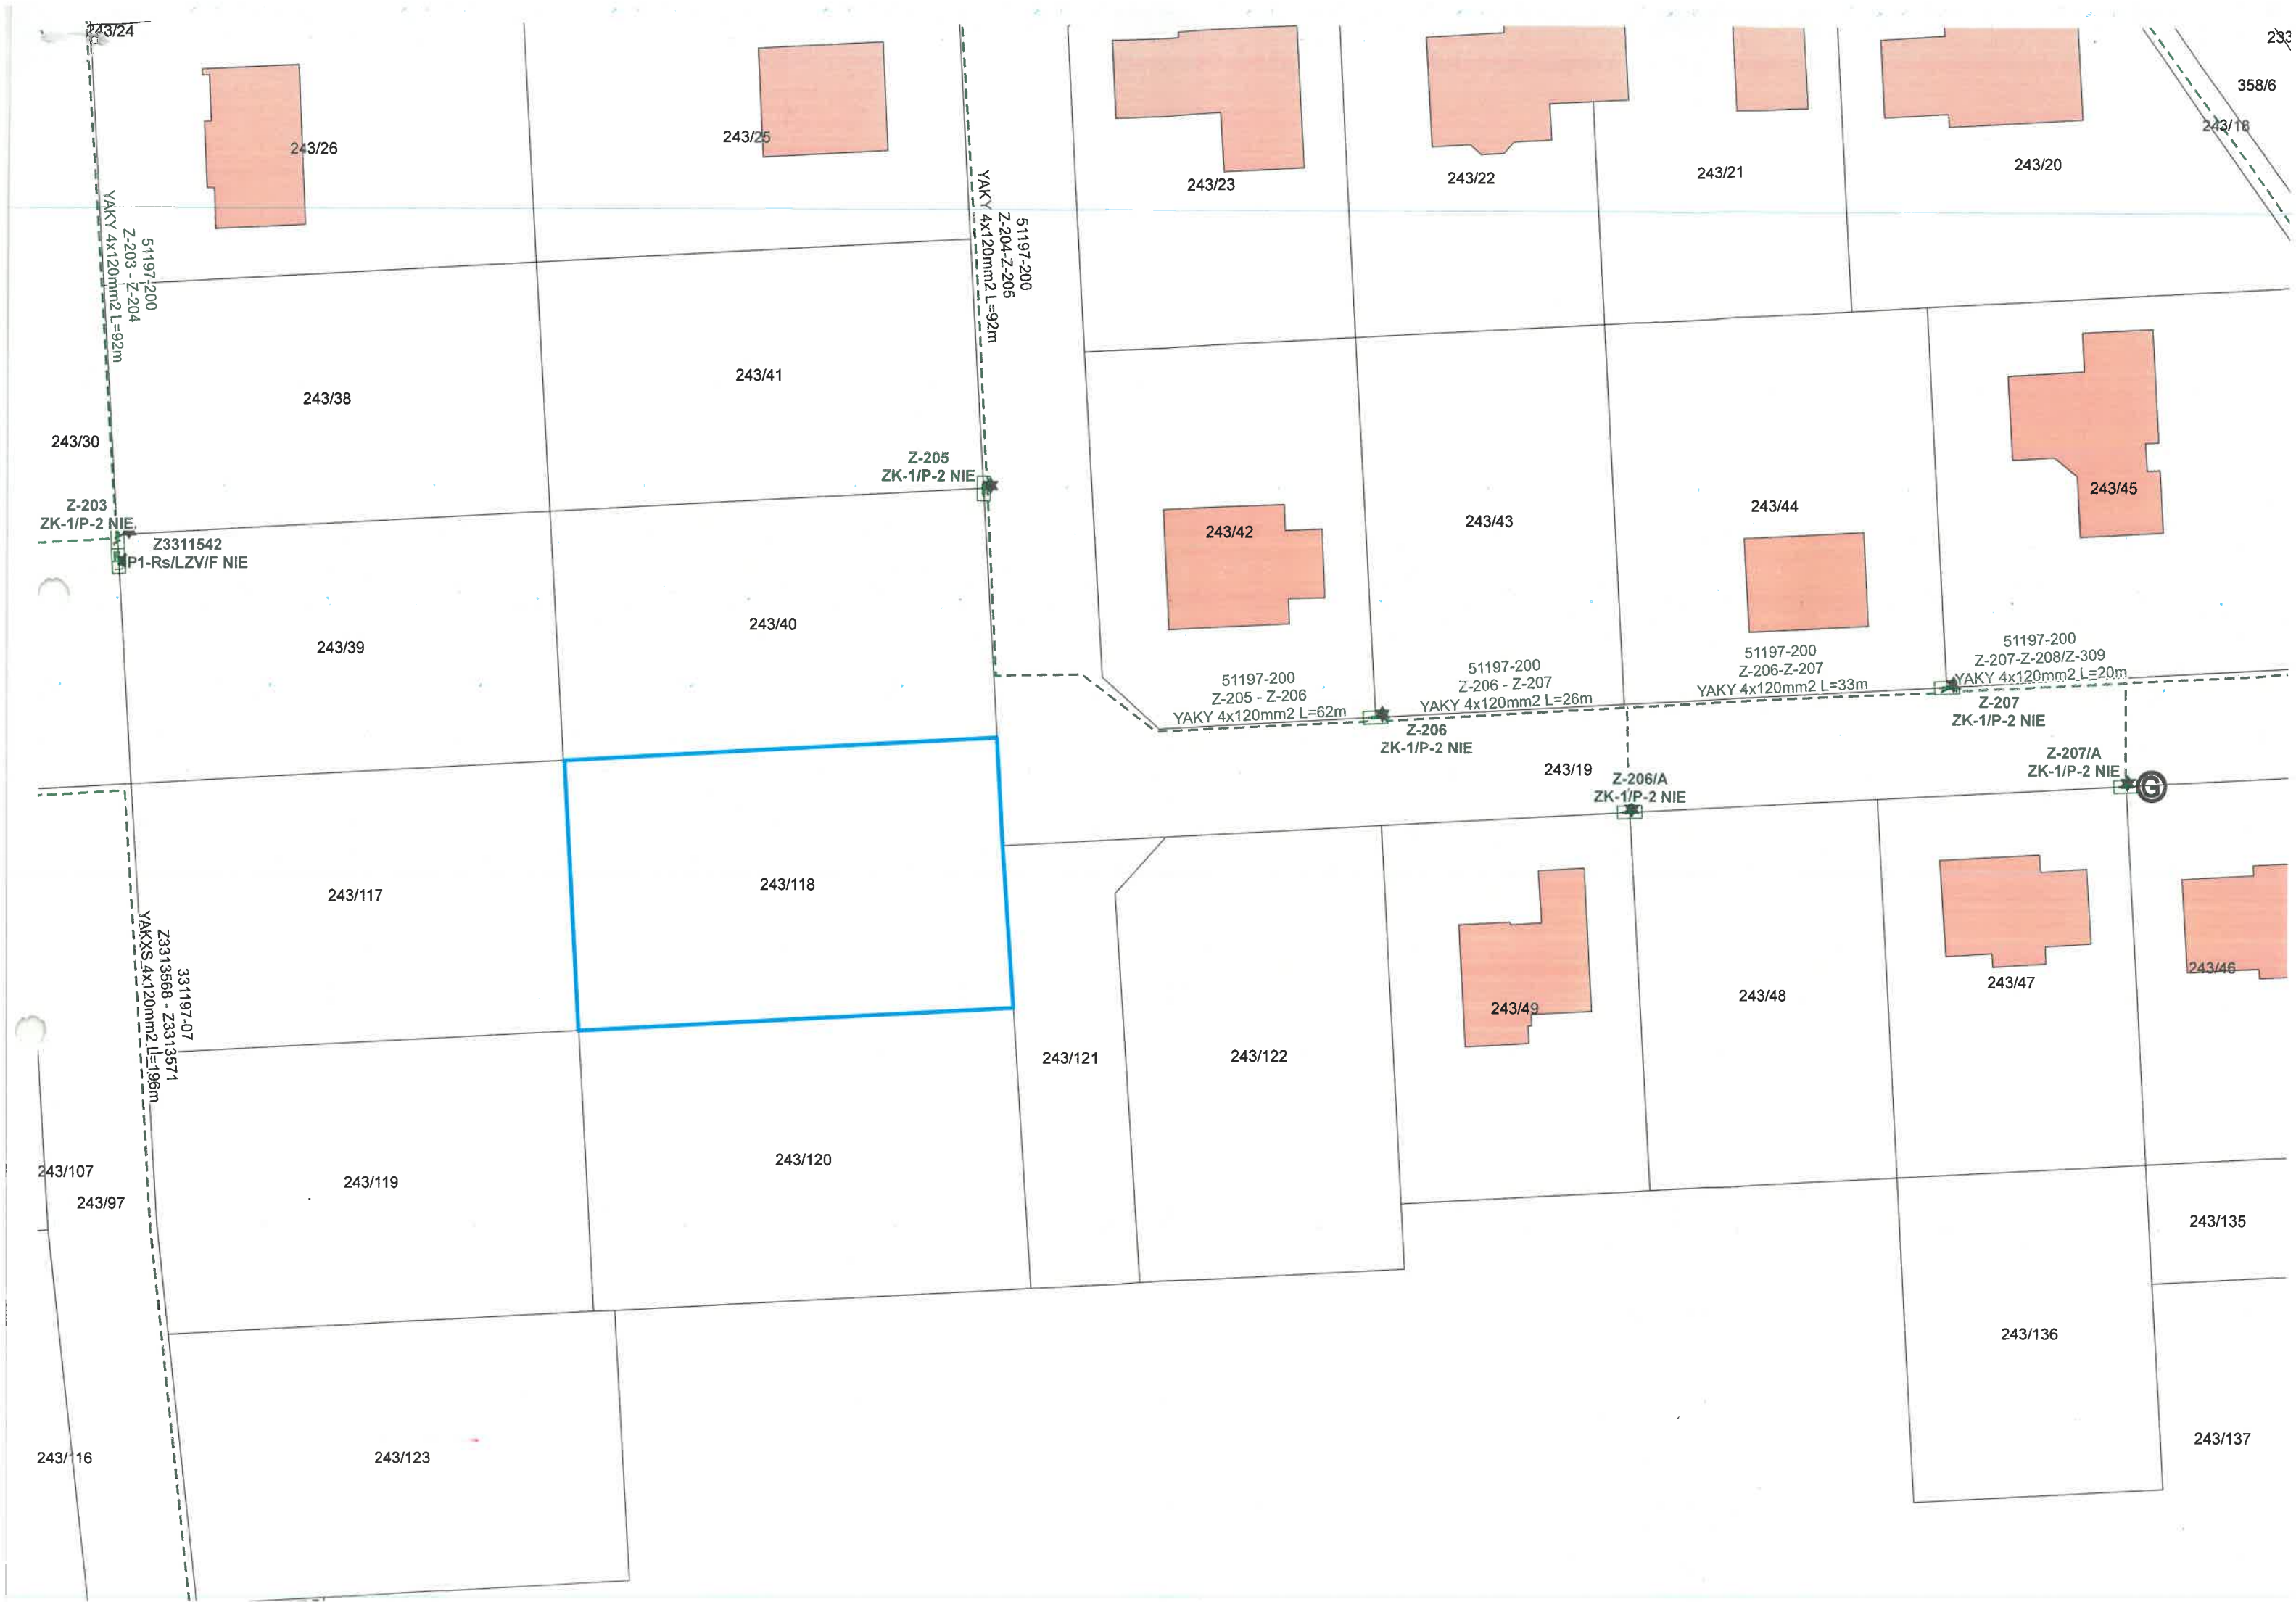 243/24
233
358/6
243/18
243/26
243/25
243/23
243/22
243/21
243/20
51197-200
Z-203 - Z-204
YAKY 4x120mm2 L=92m
51197-200
Z-204-Z-205
YAKY 4x120mm2 L=92m
243/38
243/41
243/30
Z-205
ZK-1/P-2 NIE
Z-203
ZK-1/P-2 NIE
Z3311542
P1-Rs/LZV/F NIE
243/42
243/43
243/44
243/45
243/39
243/40
51197-200
Z-205 - Z-206
YAKY 4x120mm2 L=62m
51197-200
Z-206 - Z-207
YAKY 4x120mm2 L=26m
51197-200
Z-206-Z-207
YAKY 4x120mm2 L=33m
51197-200
Z-207-Z-208/Z-309
YAKY 4x120mm2 L=20m
Z-206
ZK-1/P-2 NIE
Z-207
ZK-1/P-2 NIE
243/19
Z-206/A
ZK-1/P-2 NIE
Z-207/A
ZK-1/P-2 NIE
G
243/117
243/118
331197-07
Z3313568 - Z3313571
YAKXS 4x120mm2 L=196m
243/121
243/122
243/49
243/48
243/47
243/46
243/107
243/97
243/119
243/120
243/135
243/136
243/116
243/123
243/137